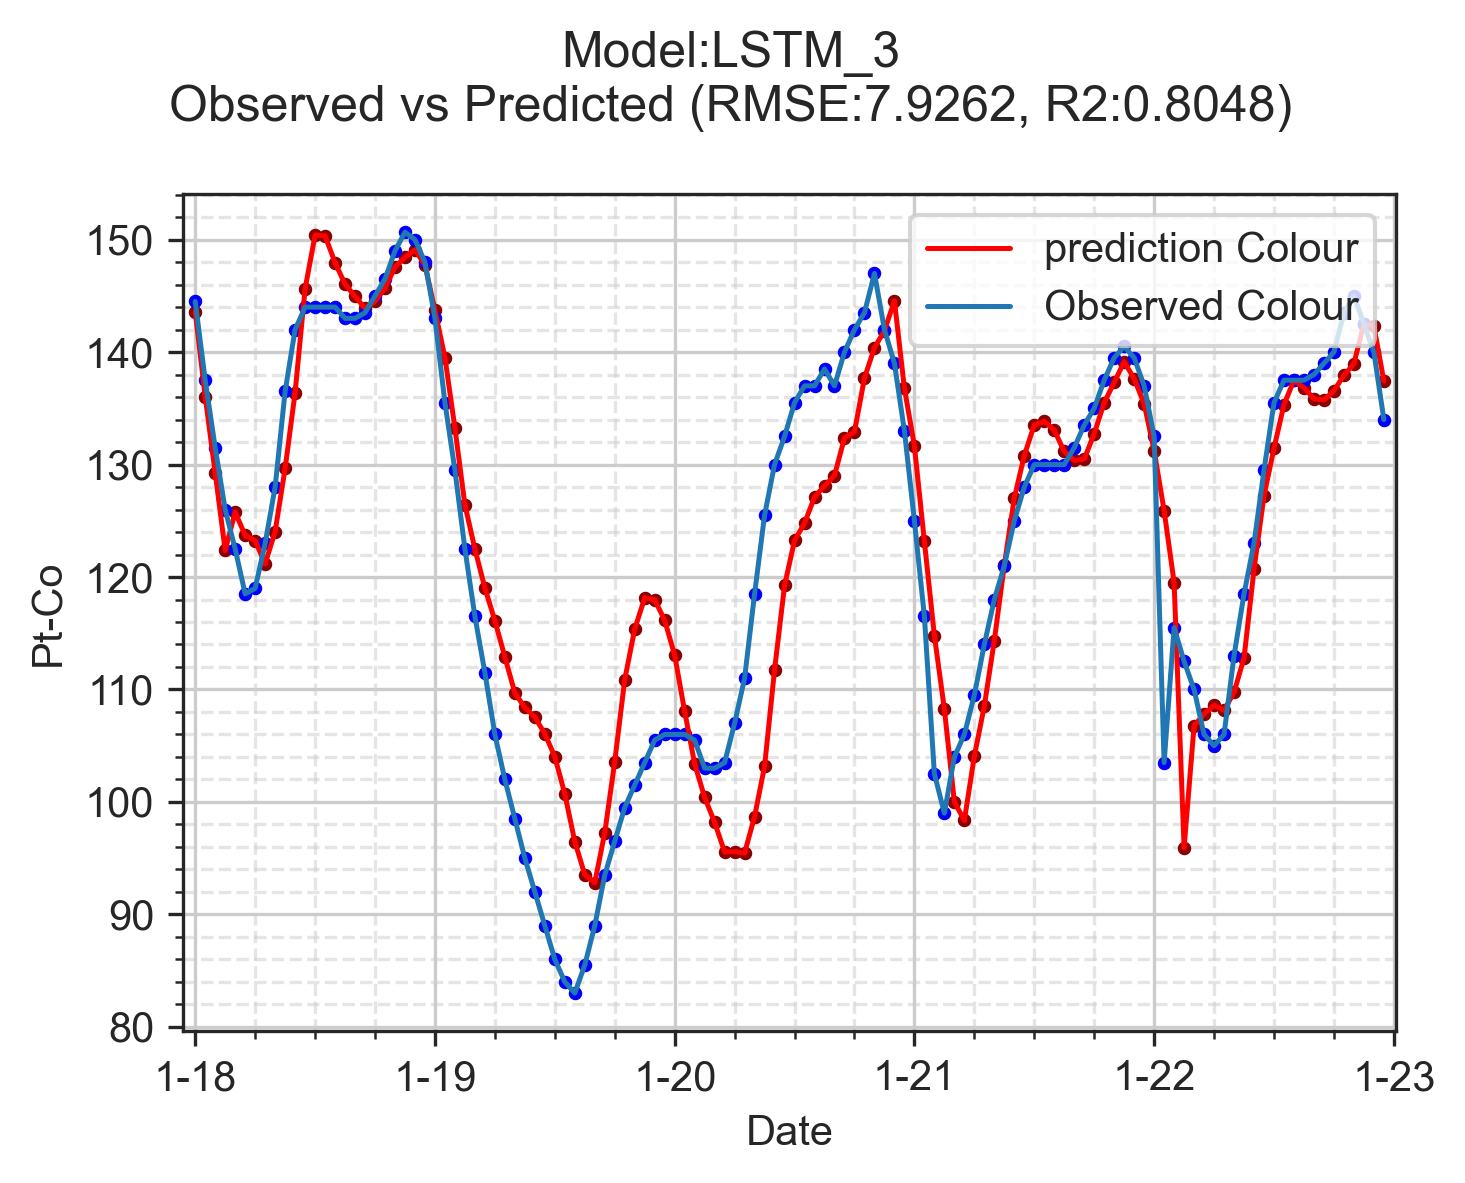 Model:LSTM_3
Observed vs Predicted (RMSE:7.9262, R2:0.8048)
prediction Colour
Observed Colour
Pt-Co
150
140
130
120
110
100
90
80
1-18 1-19 1-20 1-21 1-22 1-23
Date